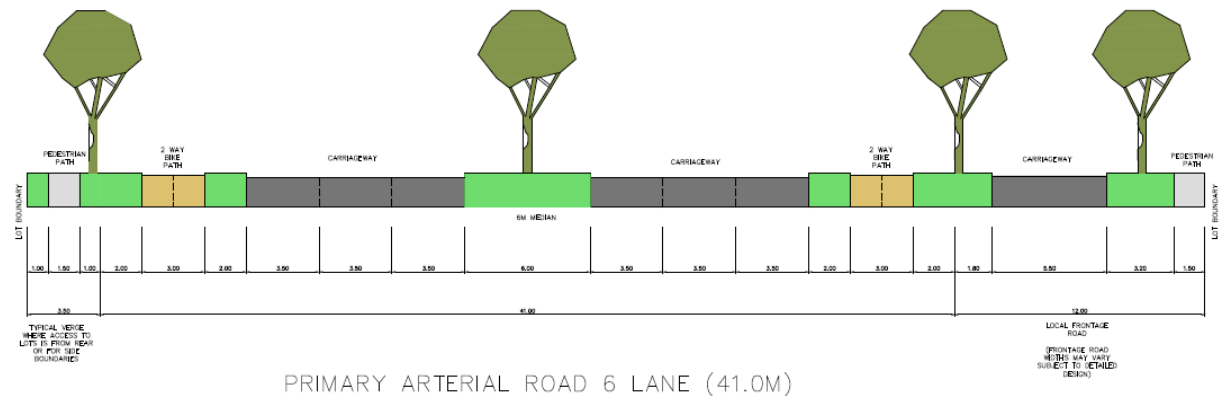 PEDESTRIAN
PATH
2 WAY
BIKE
PATH
CARRIAGEWAY
CARRIAGEWAY
2 WAY
BIKE
PATH
CARRIAGEWAY
PEDESTRIAN
PATH
LOT BOUNDARY
6M MEDIAN
LOT BOUNDARY
1.00 1.50 1.00 2.00 3.00 2.00 3.50 3.50 3.50 6.00 3.50 3.50 3.50 2.00 3.00 2.00 1.80 5.50 3.20 1.50
3.50 41.00 12.00
TYPICAL VERGE
WHERE ACCESS TO
LOTS IS FROM REAR
OR FOR SIDE
BOUNDARIES
LOCAL FRONTAGE
ROAD
(FRONTAGE ROAD
WIDTHS MAY VARY
SUBJECT TO DETAILED
DESIGN)
PRIMARY ARTERIAL ROAD 6 LANE (41.0M)